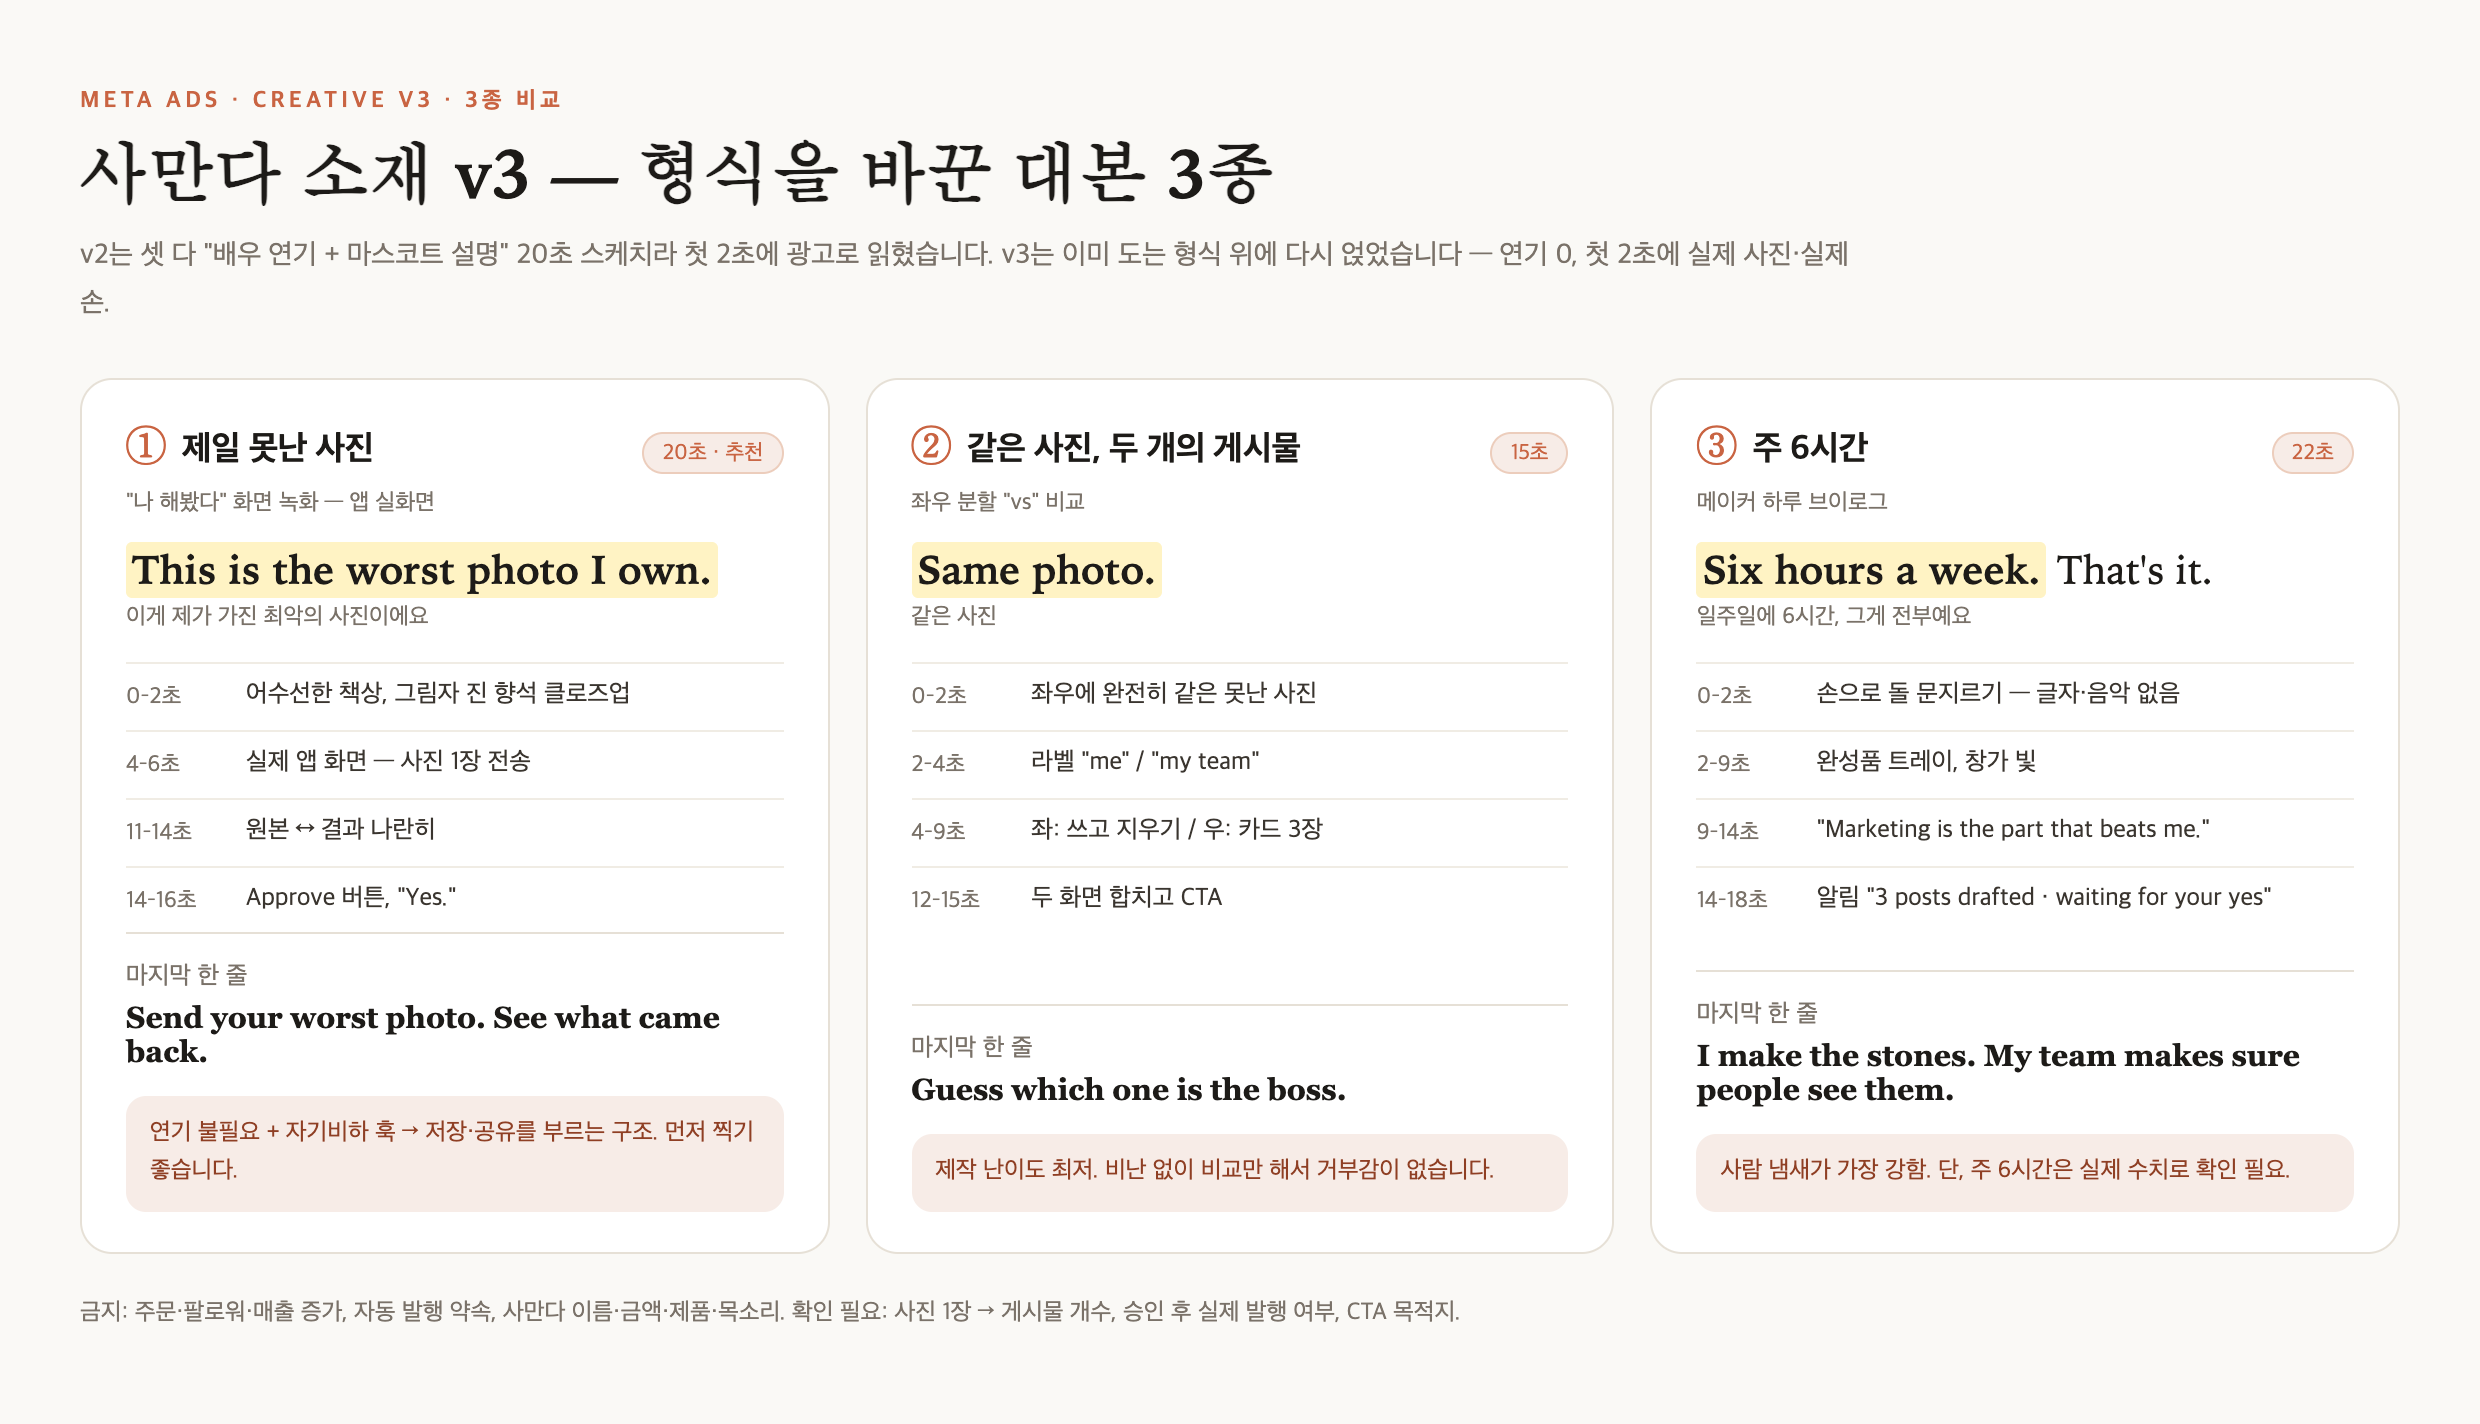 META ADS · CREATIVE V3 · 3종 비교
사만다 소재 v3 — 형식을 바꾼 대본 3종
v2는 셋 다 "배우 연기 + 마스코트 설명" 20초 스케치라 첫 2초에 광고로 읽혔습니다. v3는 이미 도는 형식 위에 다시 얹었습니다 — 연기 0, 첫 2초에 실제 사진·실제
손.
① 제일 못난 사진
20초 · 추천
"나 해봤다" 화면 녹화 — 앱 실화면
This is the worst photo I own.
이게 제가 가진 최악의 사진이에요
0-2초 어수선한 책상, 그림자 진 향석 클로즈업
4-6초 실제 앱 화면 — 사진 1장 전송
11-14초 원본 ↔ 결과 나란히
14-16초 Approve 버튼, "Yes."
마지막 한 줄
Send your worst photo. See what came
back.
연기 불필요 + 자기비하 훅 → 저장·공유를 부르는 구조. 먼저 찍기
좋습니다.
② 같은 사진, 두 개의 게시물
15초
좌우 분할 "vs" 비교
Same photo.
같은 사진
0-2초 좌우에 완전히 같은 못난 사진
2-4초 라벨 "me" / "my team"
4-9초 좌: 쓰고 지우기 / 우: 카드 3장
12-15초 두 화면 합치고 CTA
마지막 한 줄
Guess which one is the boss.
제작 난이도 최저. 비난 없이 비교만 해서 거부감이 없습니다.
③ 주 6시간
22초
메이커 하루 브이로그
Six hours a week. That's it.
일주일에 6시간, 그게 전부예요
0-2초 손으로 돌 문지르기 — 글자·음악 없음
2-9초 완성품 트레이, 창가 빛
9-14초 "Marketing is the part that beats me."
14-18초 알림 "3 posts drafted · waiting for your yes"
마지막 한 줄
I make the stones. My team makes sure
people see them.
사람 냄새가 가장 강함. 단, 주 6시간은 실제 수치로 확인 필요.
금지: 주문·팔로워·매출 증가, 자동 발행 약속, 사만다 이름·금액·제품·목소리. 확인 필요: 사진 1장 → 게시물 개수, 승인 후 실제 발행 여부, CTA 목적지.